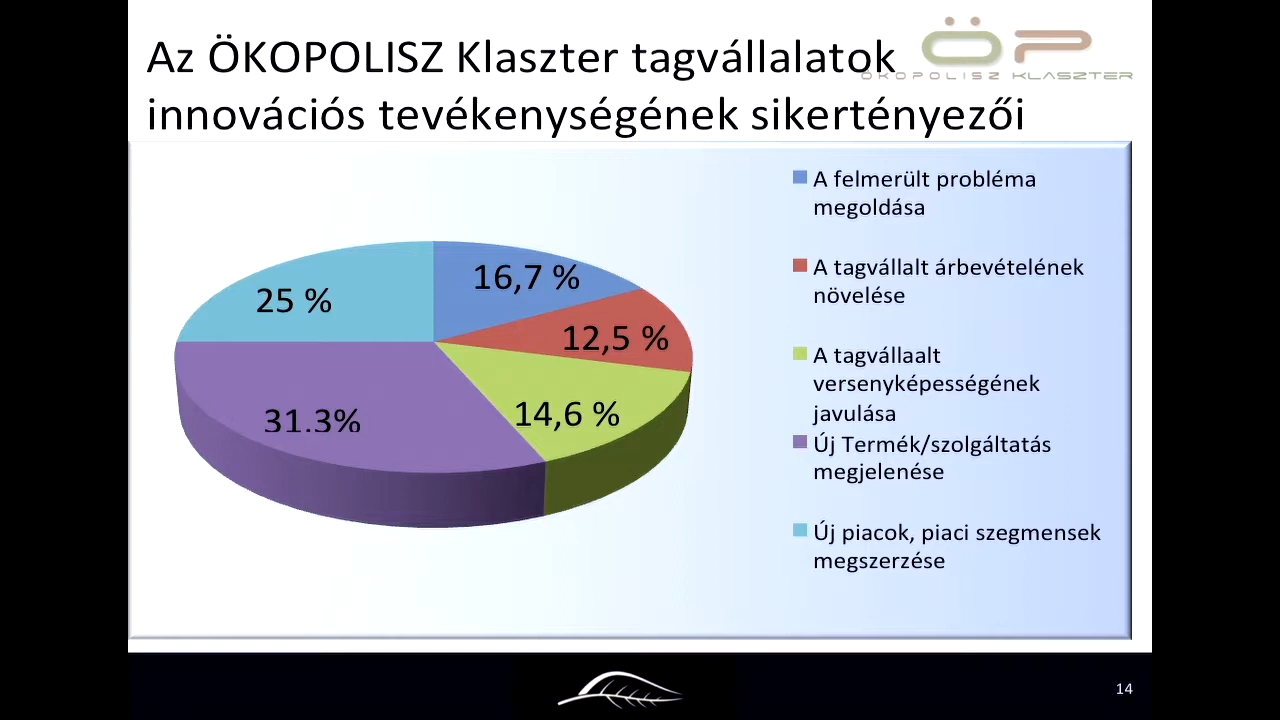 Az ÖKOPOLISZ Klaszter tagvállalatok
innovációs tevékenységének sikertényezői
ÖP
ÖKOPOLISZ KLASZTER
16,7 %
25 %
12,5 %
14,6 %
31.3%
A felmerült probléma
megoldása
A tagvállalt árbevételének
növelése
A tagvállaalt
versenyképességének
javulása
Új Termék/szolgáltatás
megjelenése
Új piacok, piaci szegmensek
megszerzése
14